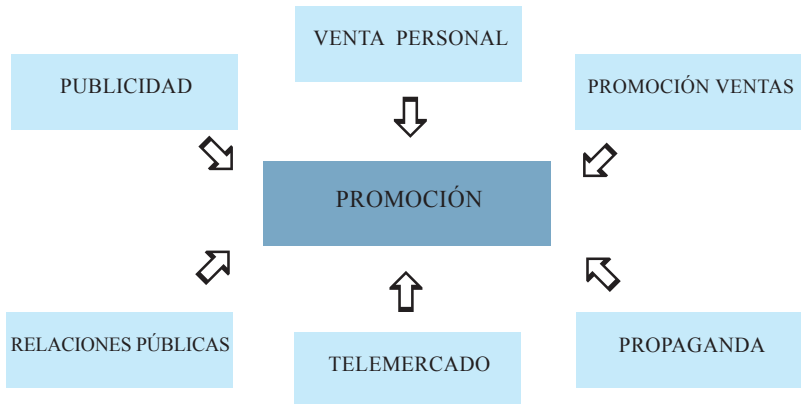 VENTA PERSONAL
PUBLICIDAD
PROMOCIÓN VENTAS
PROMOCIÓN
RELACIONES PÚBLICAS
TELEMERCADO
PROPAGANDA